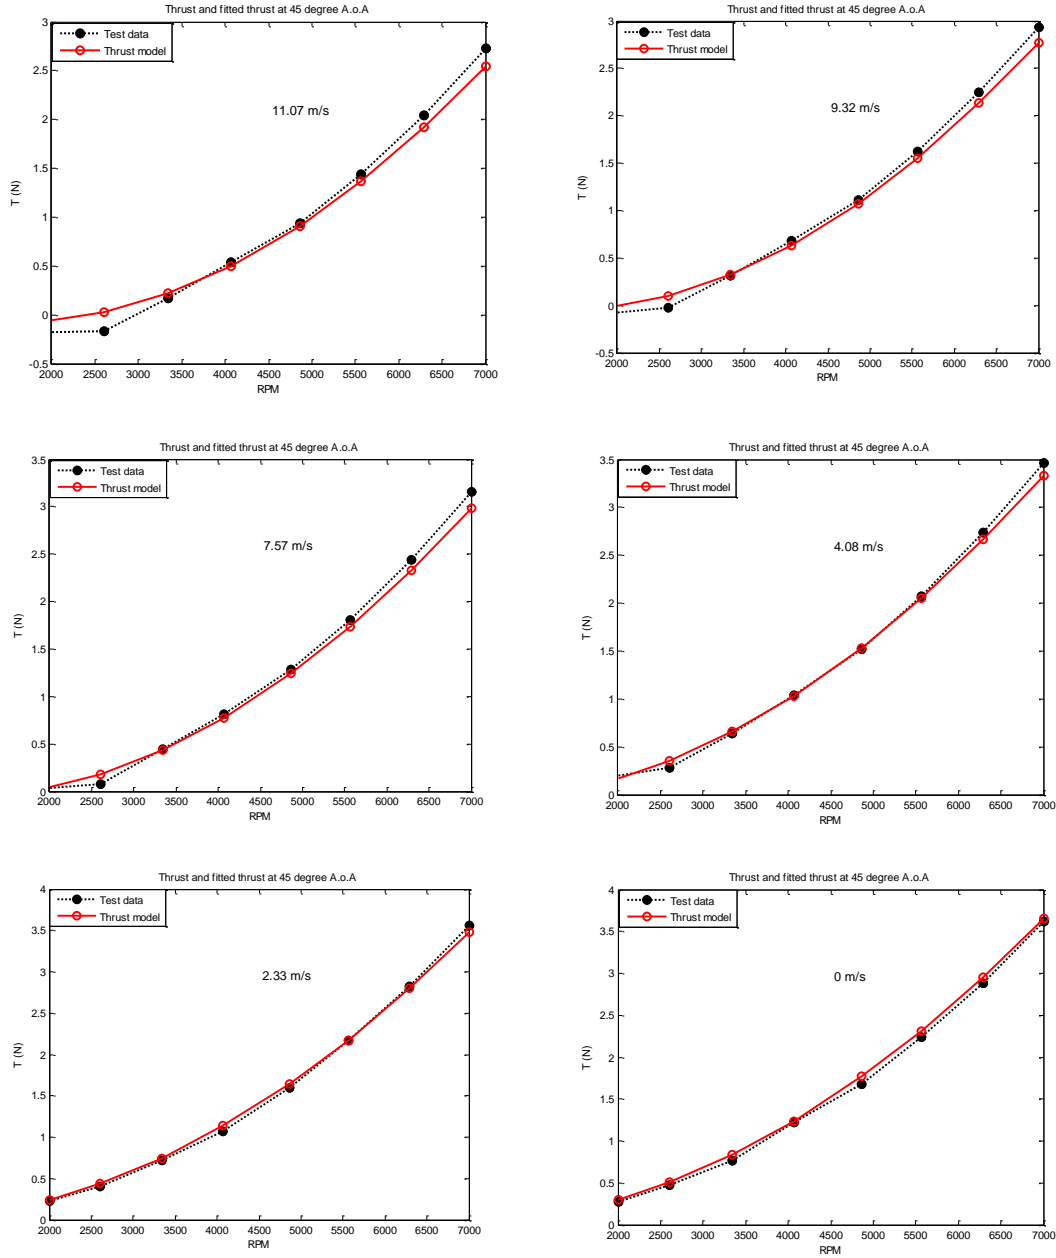 Thrust and fitted thrust at 45 degree A.o.A
Test data
Thrust model
11.07 m/s
T (N)
3
2.5
2
1.5
1
0.5
0
-0.5
2000 2500 3000 3500 4000 4500 5000 5500 6000 6500 7000
RPM
Thrust and fitted thrust at 45 degree A.o.A
Test data
Thrust model
9.32 m/s
T (N)
3
2.5
2
1.5
1
0.5
0
-0.5
2000 2500 3000 3500 4000 4500 5000 5500 6000 6500 7000
RPM
Thrust and fitted thrust at 45 degree A.o.A
Test data
Thrust model
7.57 m/s
T (N)
3.5
3
2.5
2
1.5
1
0.5
0
2000 2500 3000 3500 4000 4500 5000 5500 6000 6500 7000
RPM
Thrust and fitted thrust at 45 degree A.o.A
Test data
Thrust model
4.08 m/s
T (N)
3.5
3
2.5
2
1.5
1
0.5
0
2000 2500 3000 3500 4000 4500 5000 5500 6000 6500 7000
RPM
Thrust and fitted thrust at 45 degree A.o.A
Test data
Thrust model
2.33 m/s
T (N)
4
3.5
3
2.5
2
1.5
1
0.5
0
2000 2500 3000 3500 4000 4500 5000 5500 6000 6500 7000
RPM
Thrust and fitted thrust at 45 degree A.o.A
Test data
Thrust model
0 m/s
T (N)
4
3.5
3
2.5
2
1.5
1
0.5
0
2000 2500 3000 3500 4000 4500 5000 5500 6000 6500 7000
RPM